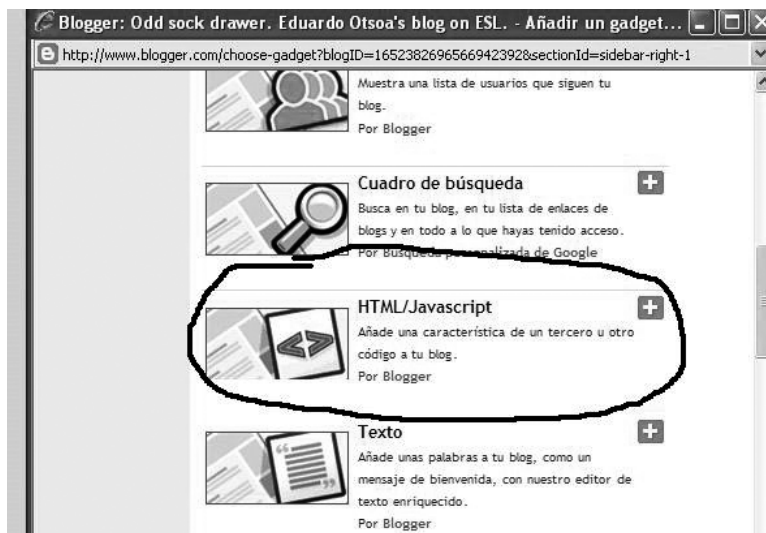 Blogger: Odd sock drawer. Eduardo Otsoa's blog on ESL. - Añadir un gadget...
http://www.blogger.com/choose-gadget?blogID=1652382696566942392&sectionId=sidebar-right-1
Muestra una lista de usuarios que siguen tu
blog.
Por Blogger
Cuadro de búsqueda
Busca en tu blog, en tu lista de enlaces de
blogs y en todo a lo que hayas tenido acceso.
Por Búsqueda personalizada de Google
HTML/Javascript
Añade una característica de un tercero u otro
código a tu blog.
Por Blogger
Texto
Añade unas palabras a tu blog, como un
mensaje de bienvenida, con nuestro editor de
texto enriquecido.
Por Blogger